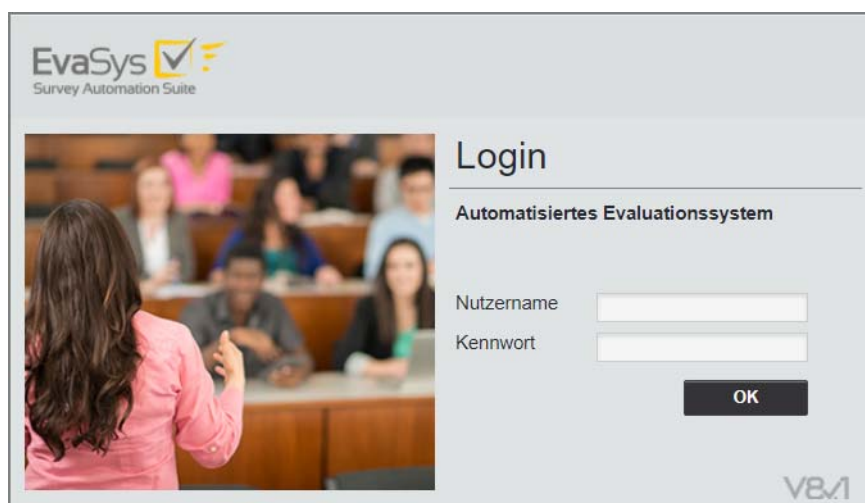 EvaSys
Survey Automation Suite
Login
Automatisiertes Evaluationssystem
Nutzername
Kennwort
OK
V8.1